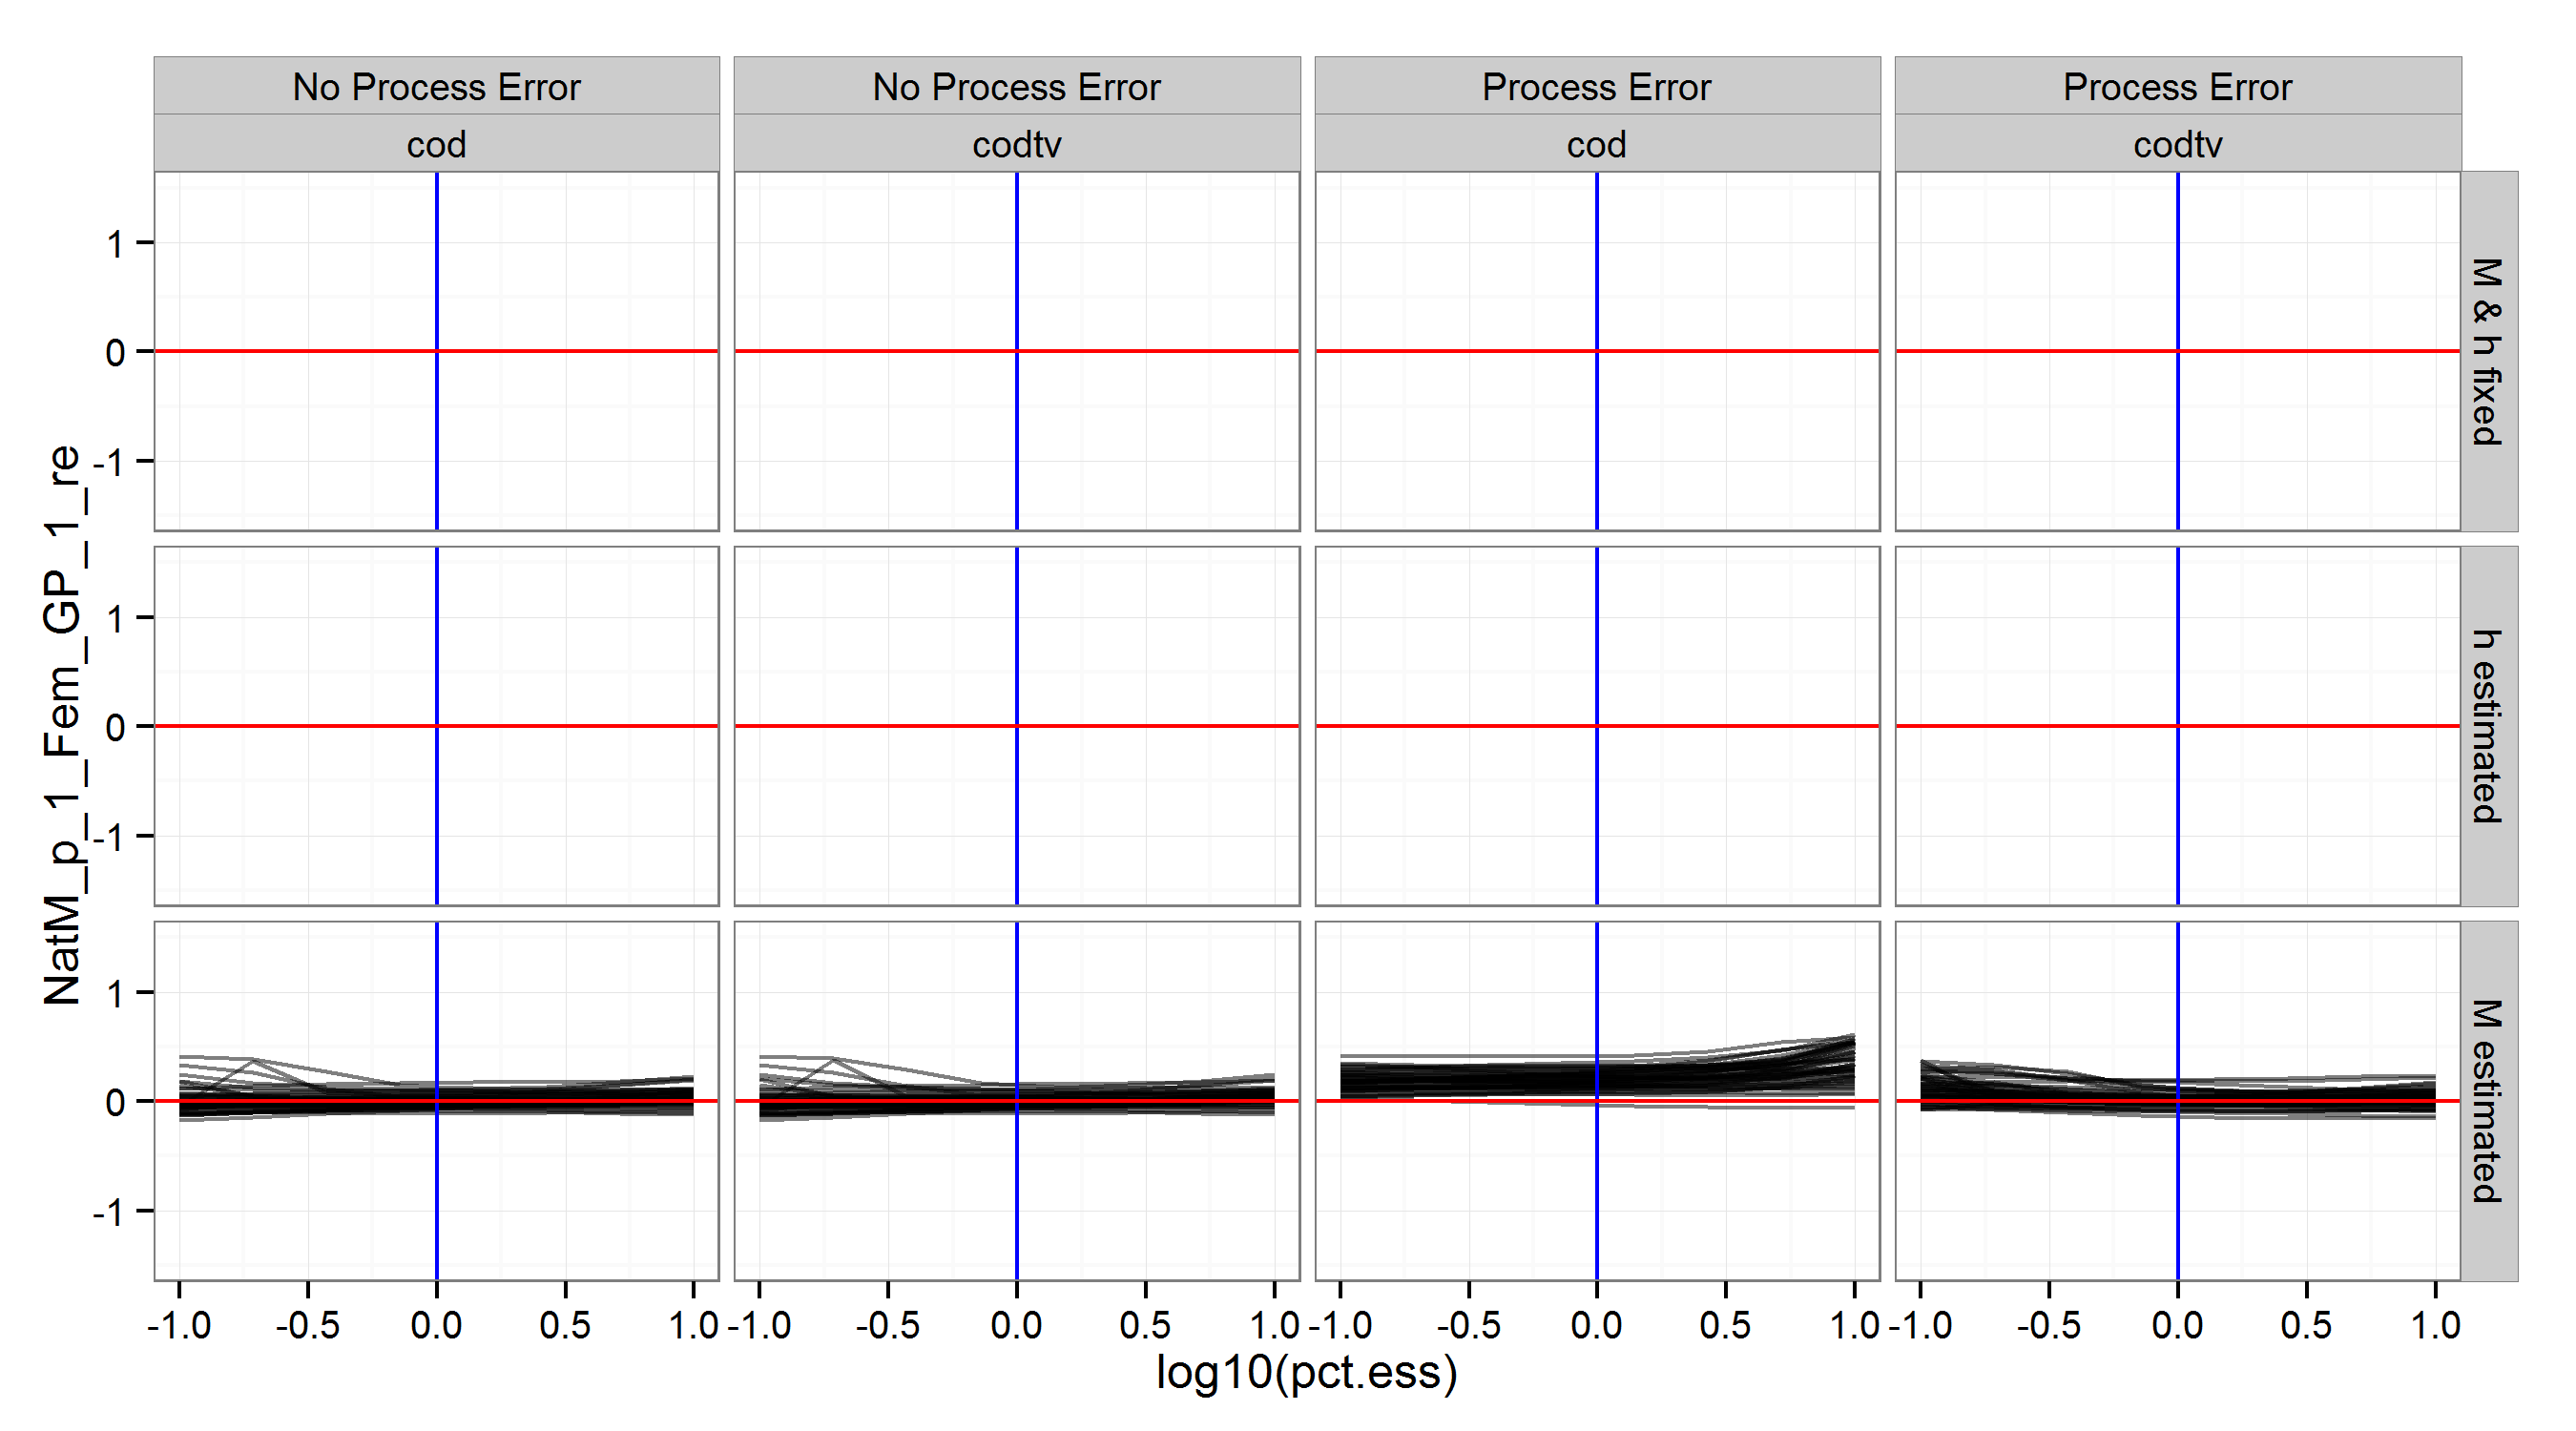 No Process Error No Process Error Process Error Process Error
cod codtv cod codtv
1
0
-1
M & h fixed
1
0
-1
h estimated
1
0
-1
M estimated
NatM_p_1_Fem_GP_1_re
-1.0 -0.5 0.0 0.5 1.0 -1.0 -0.5 0.0 0.5 1.0 -1.0 -0.5 0.0 0.5 1.0 -1.0 -0.5 0.0 0.5 1.0
log10(pct.ess)